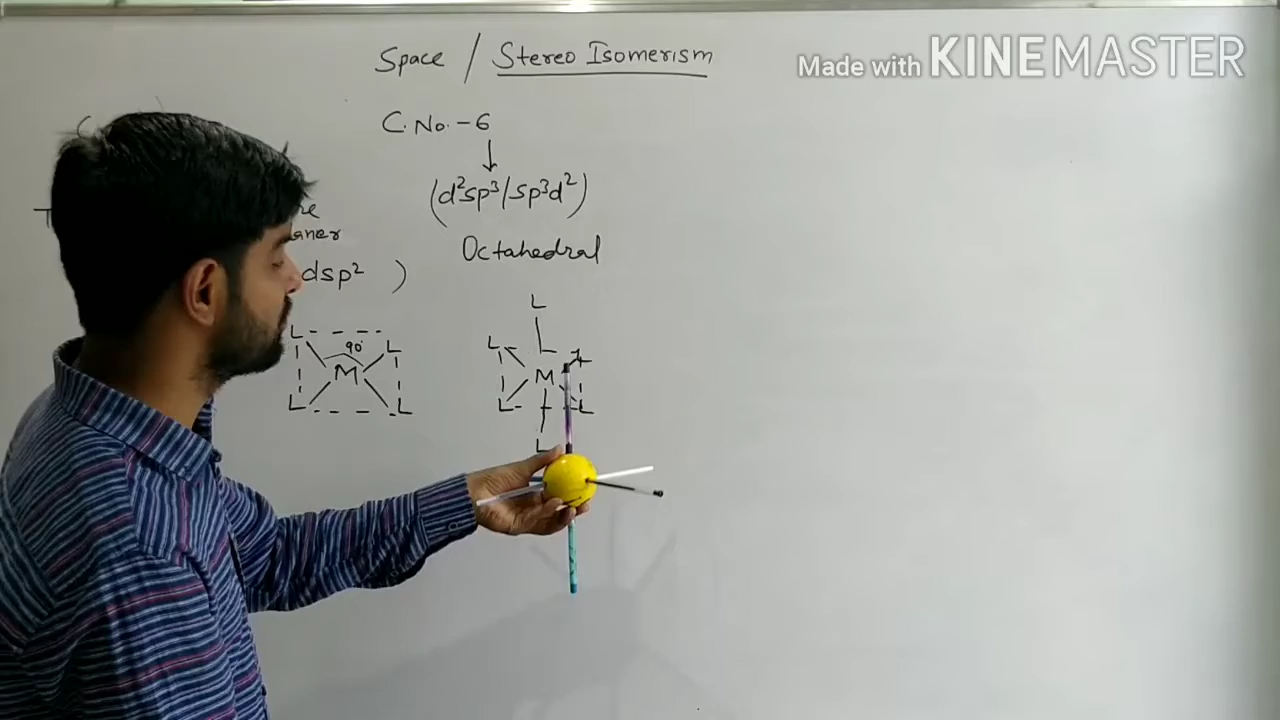 Made with KINEMASTER
Space / Stereo Isomerism
C. No. - 6
(d²sp³/sp³d²)
Octahedral
dsp² )
L L
90°
M
L L
L
L L
M
L L
L